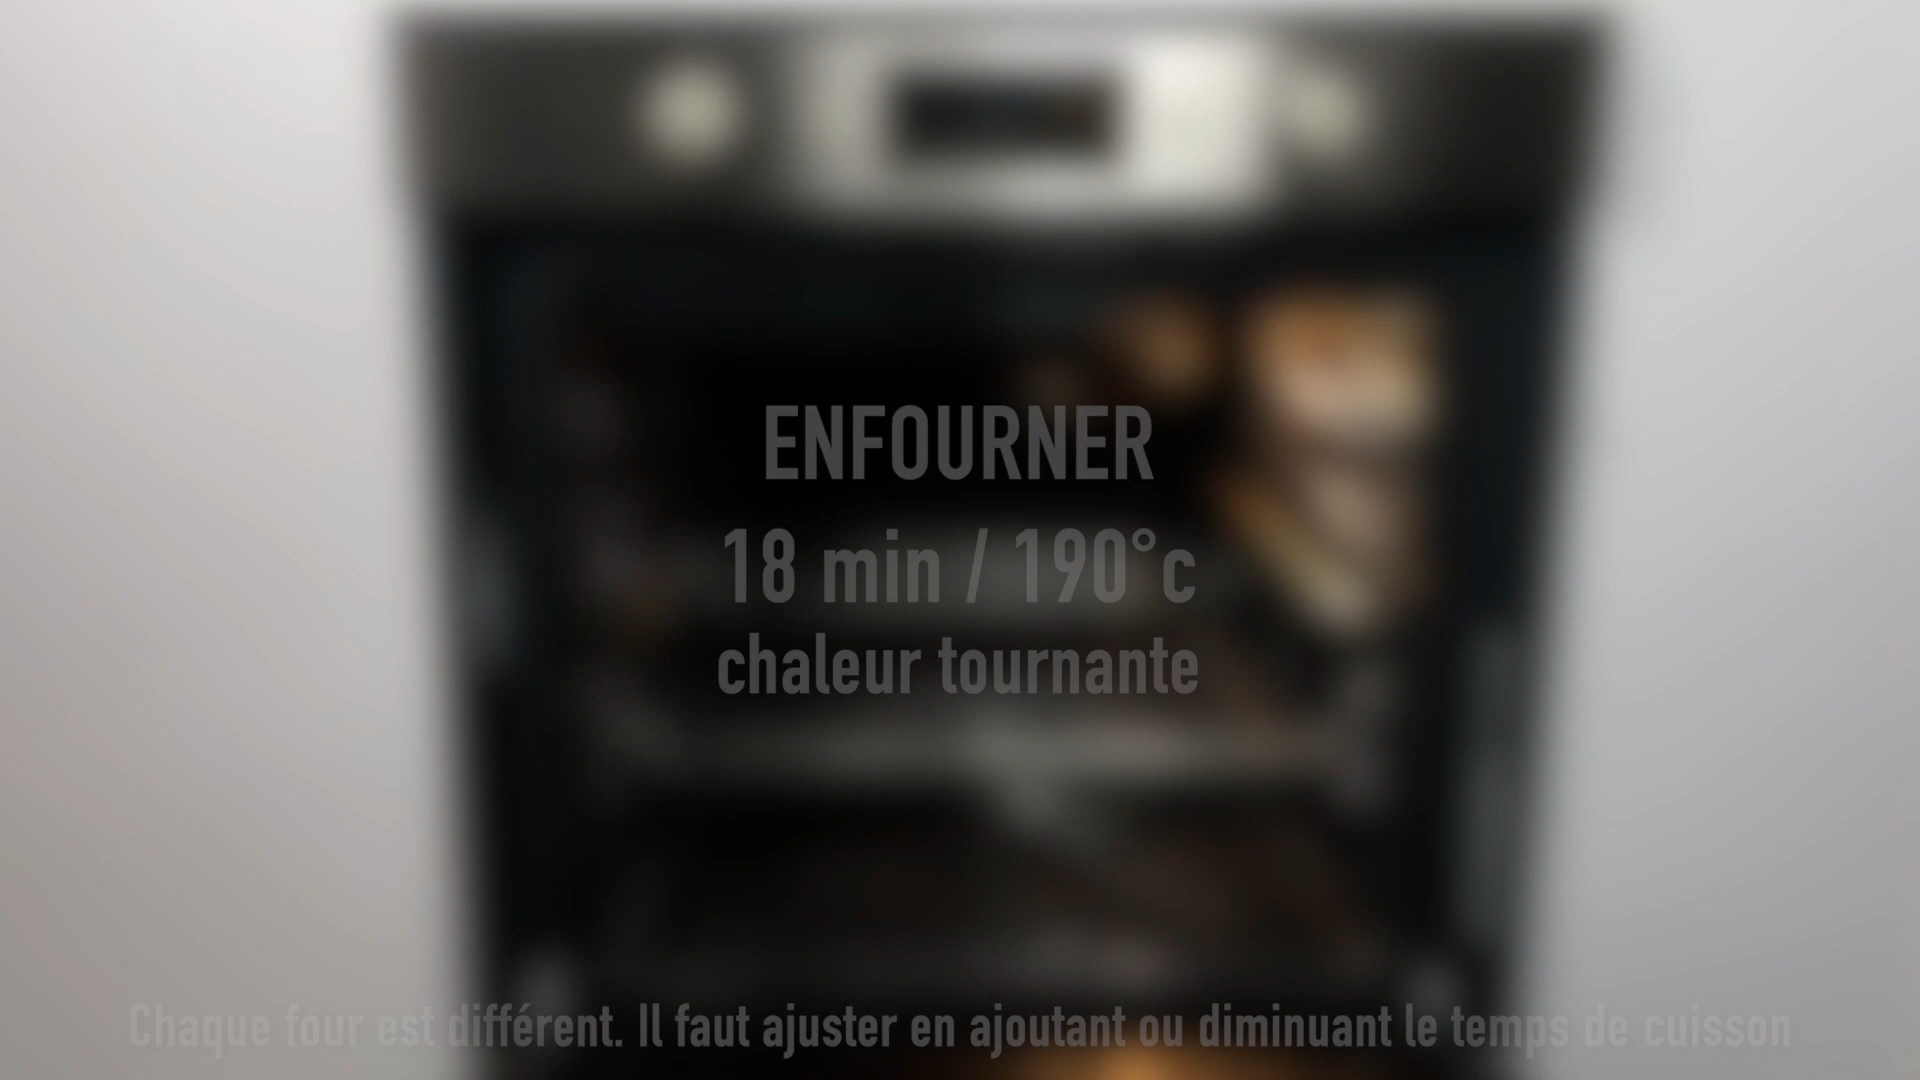 ENFOURNER
18 min / 190°c
chaleur tournante
Chaque four est différent. Il faut ajuster en ajoutant ou diminuant le temps de cuisson